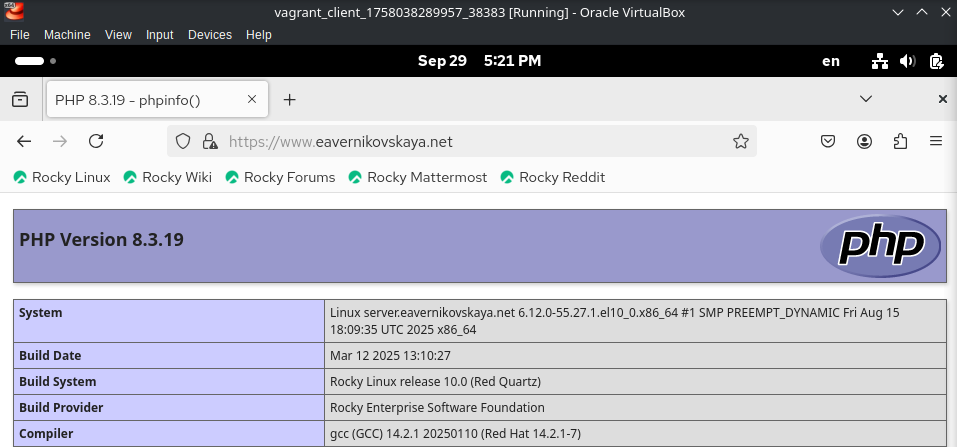 vagrant_client_1758038289957_38383 [Running] - Oracle VirtualBox
File Machine View Input Devices Help
Sep 29 5:21 PM en
PHP 8.3.19 - phpinfo()
https://www.eavernikovskaya.net
Rocky Linux Rocky Wiki Rocky Forums Rocky Mattermost Rocky Reddit
PHP Version 8.3.19
php
System Linux server.eavernikovskaya.net 6.12.0-55.27.1.el10_0.x86_64 #1 SMP PREEMPT_DYNAMIC Fri Aug 15
18:09:35 UTC 2025 x86_64
Build Date Mar 12 2025 13:10:27
Build System Rocky Linux release 10.0 (Red Quartz)
Build Provider Rocky Enterprise Software Foundation
Compiler gcc (GCC) 14.2.1 20250110 (Red Hat 14.2.1-7)